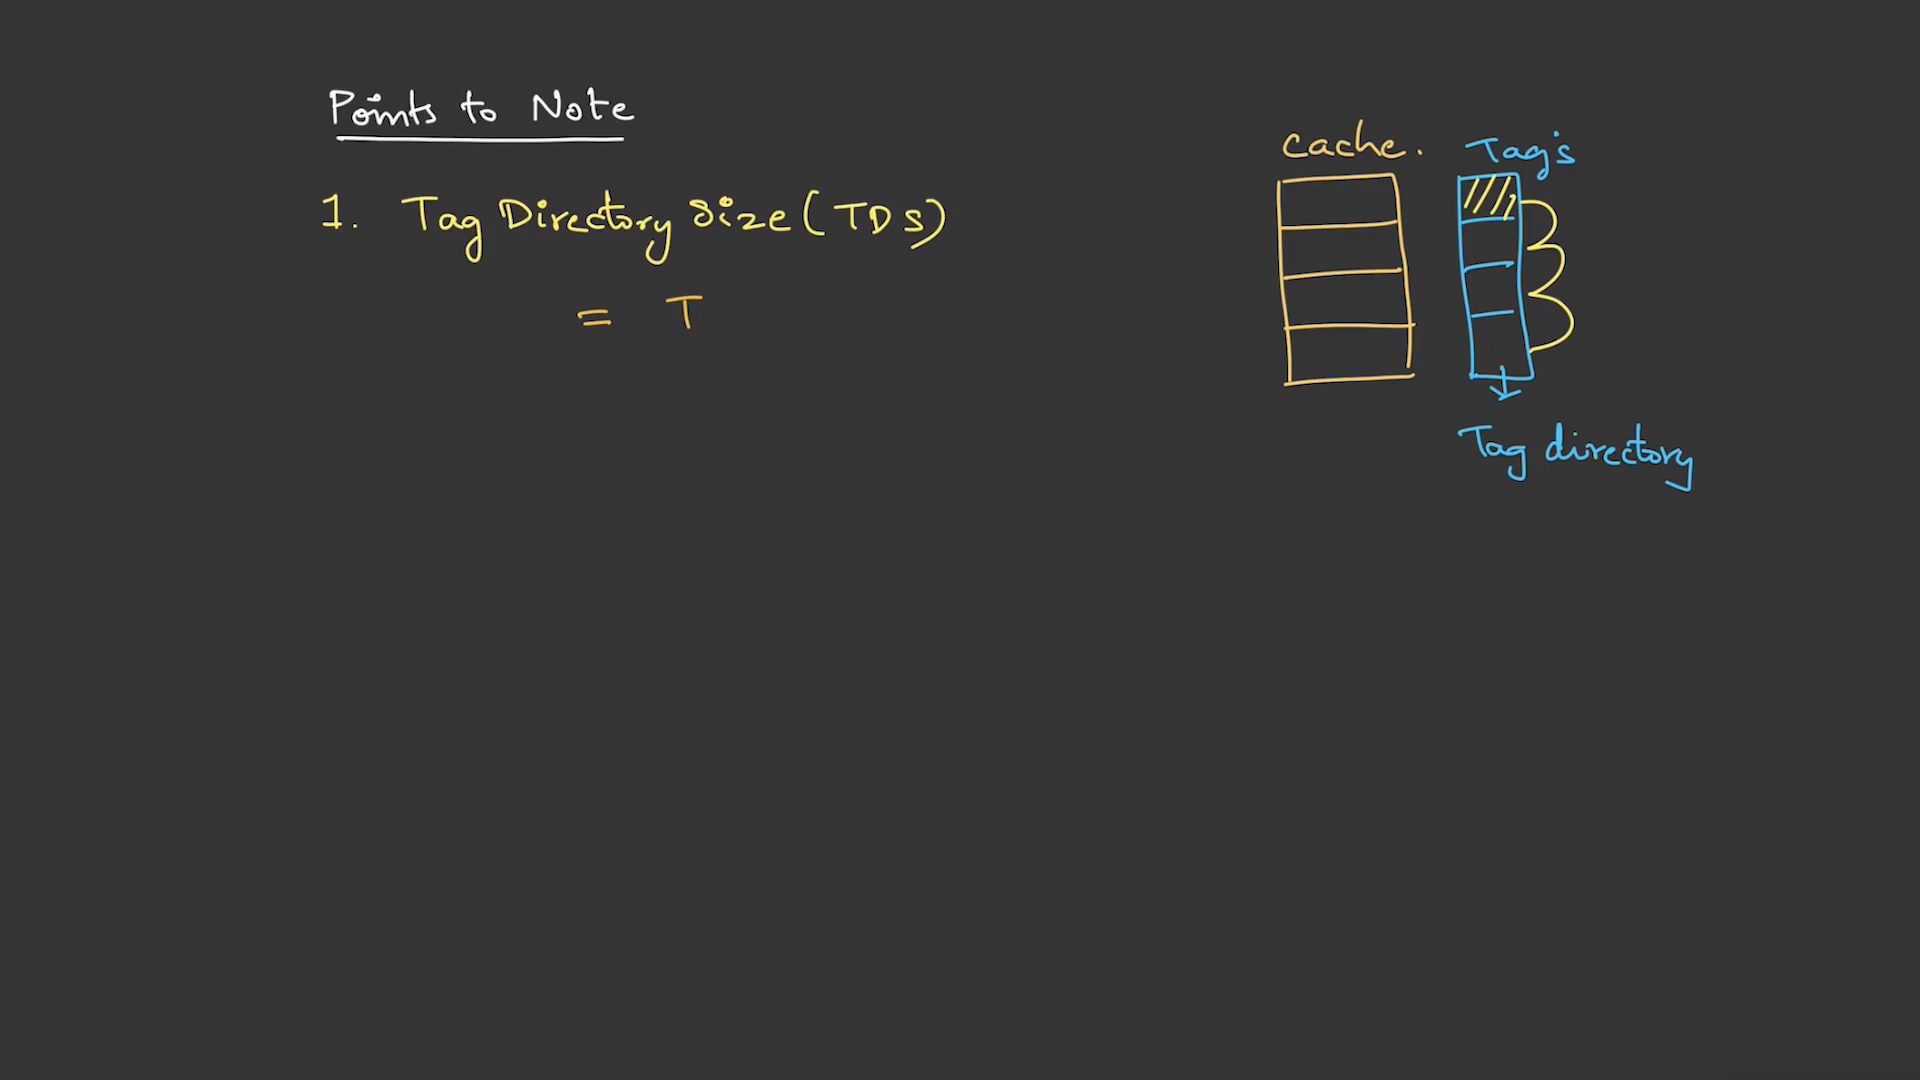 Points to Note
1. Tag Directory Size (TDS)
= T
cache. Tag's
Tag directory